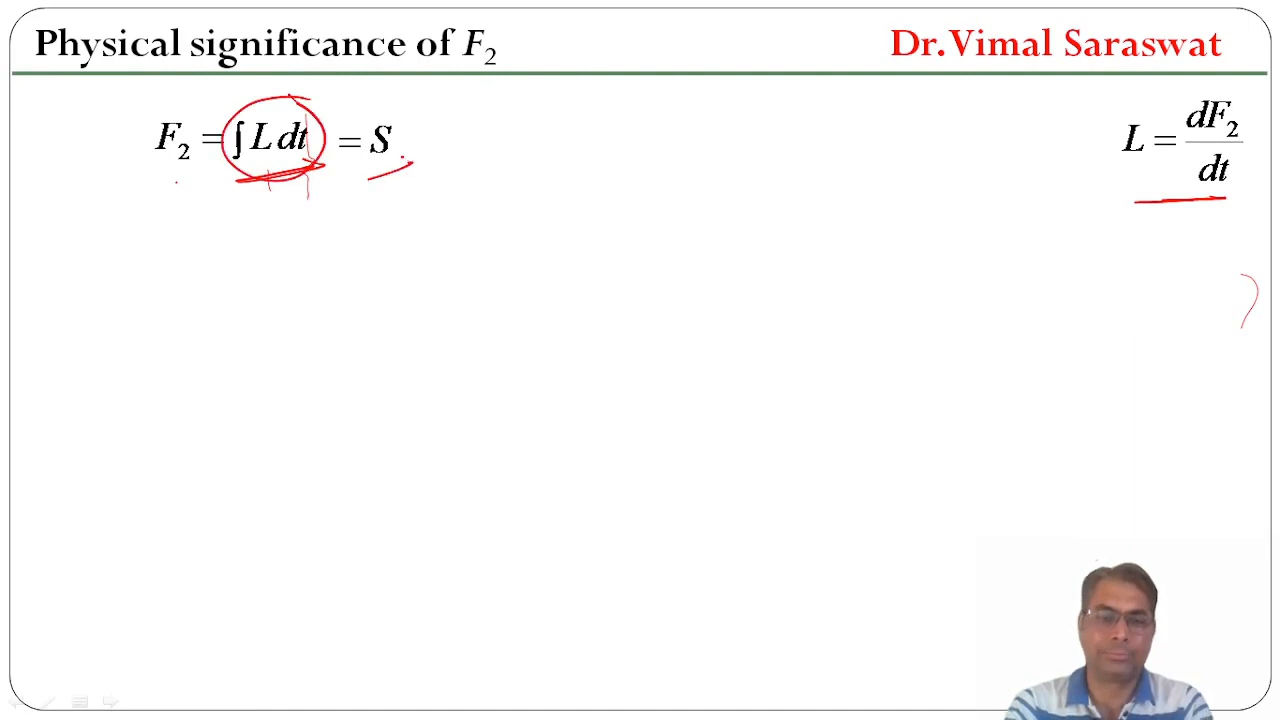 Physical significance of F₂
Dr. Vimal Saraswat
F₂ = ∫ L dt = S
L = dF₂/dt